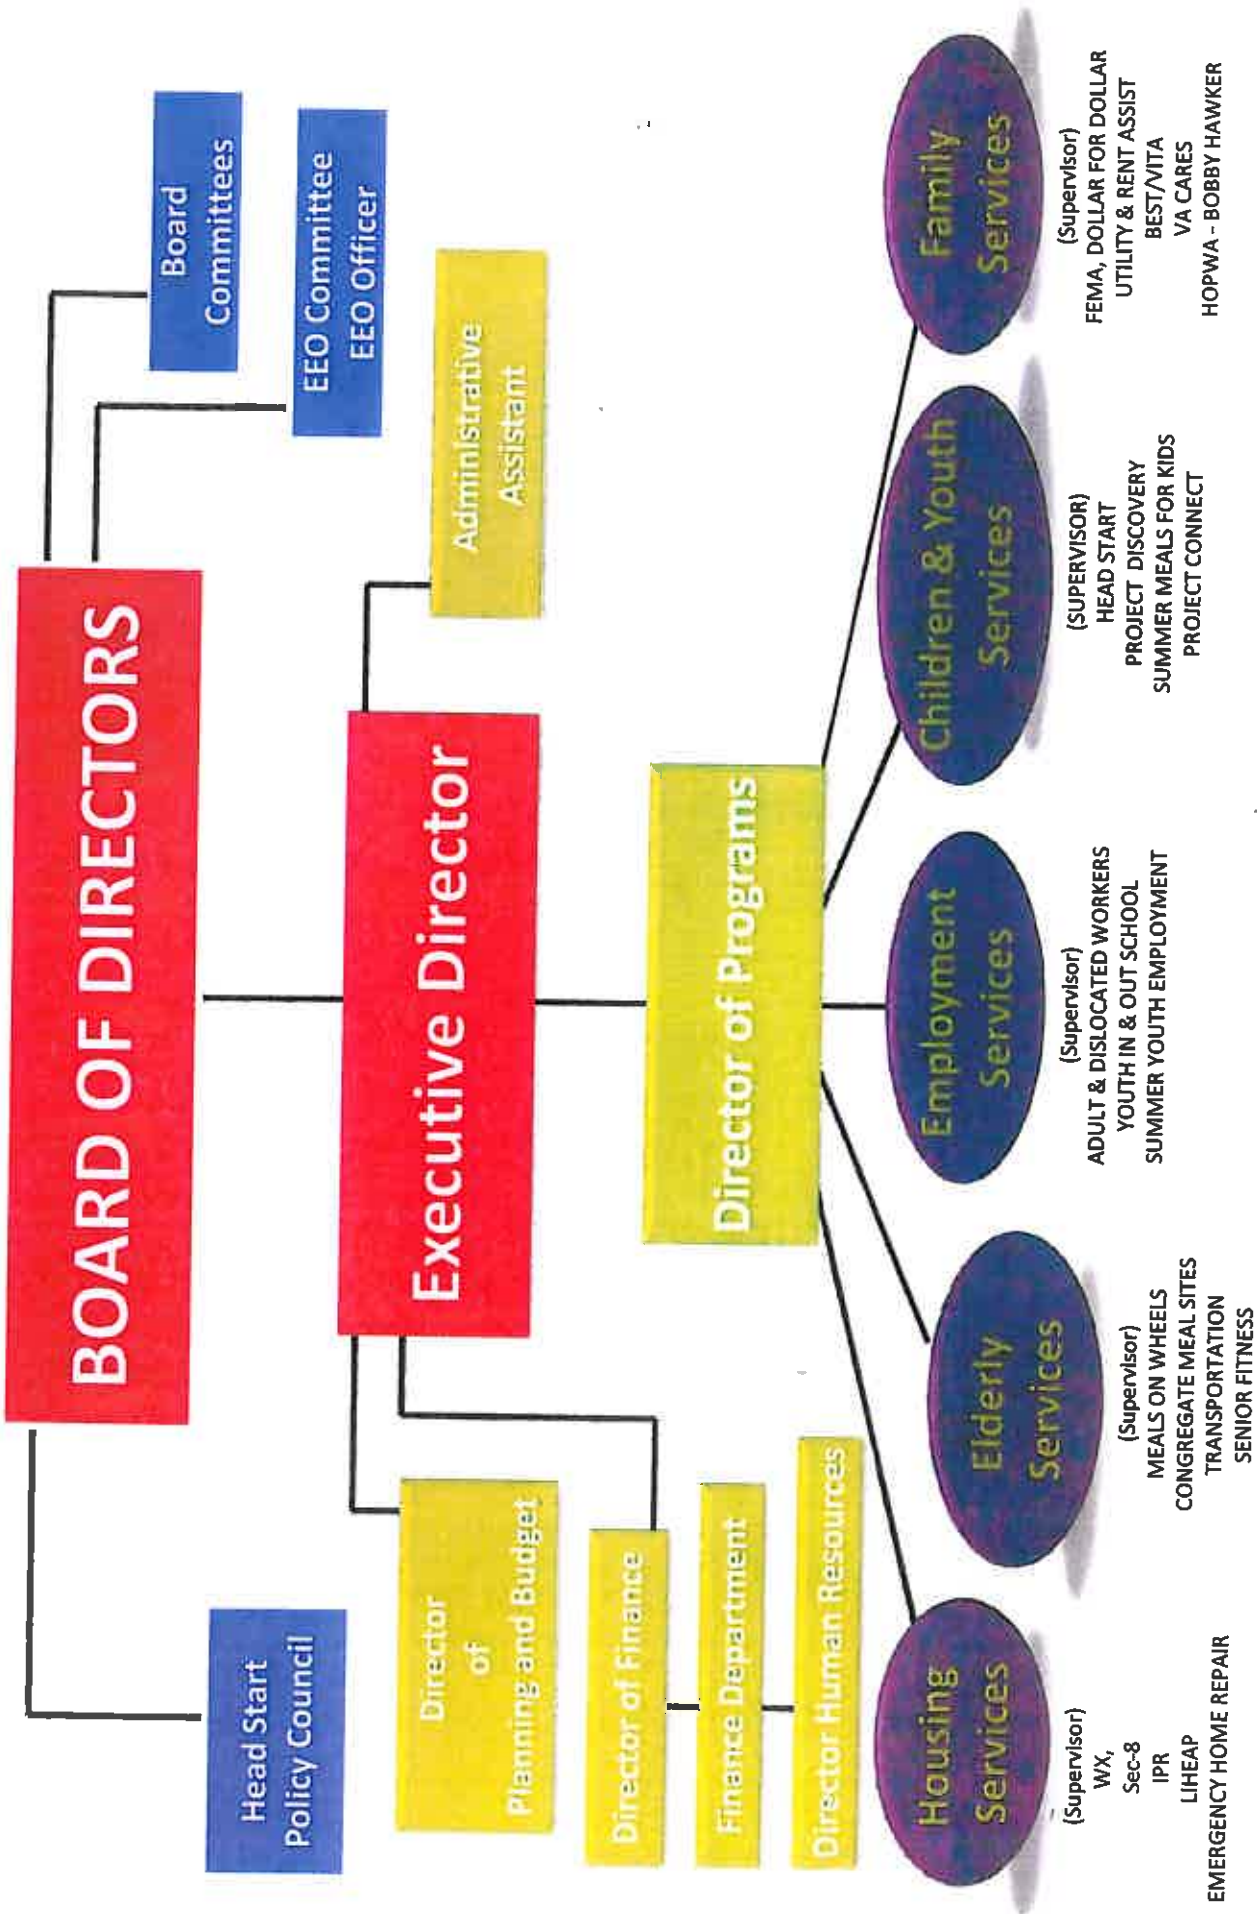 BOARD OF DIRECTORS
Head Start
Policy Council
Board
Committees
EEO Committee
EEO Officer
Executive Director
Administrative
Assistant
Director
of
Planning and Budget
Director of Finance
Finance Department
Director Human Resources
Director of Programs
Housing
Services
(Supervisor)
WX,
Sec-8
IPR
LIHEAP
EMERGENCY HOME REPAIR
Elderly
Services
(Supervisor)
MEALS ON WHEELS
CONGREGATE MEAL SITES
TRANSPORTATION
SENIOR FITNESS
Employment
Services
(Supervisor)
ADULT & DISLOCATED WORKERS
YOUTH IN & OUT SCHOOL
SUMMER YOUTH EMPLOYMENT
Children & Youth
Services
(SUPERVISOR)
HEAD START
PROJECT DISCOVERY
SUMMER MEALS FOR KIDS
PROJECT CONNECT
Family
Services
(Supervisor)
FEMA, DOLLAR FOR DOLLAR
UTILITY & RENT ASSIST
BEST/VITA
VA CARES
HOPWA - BOBBY HAWKER